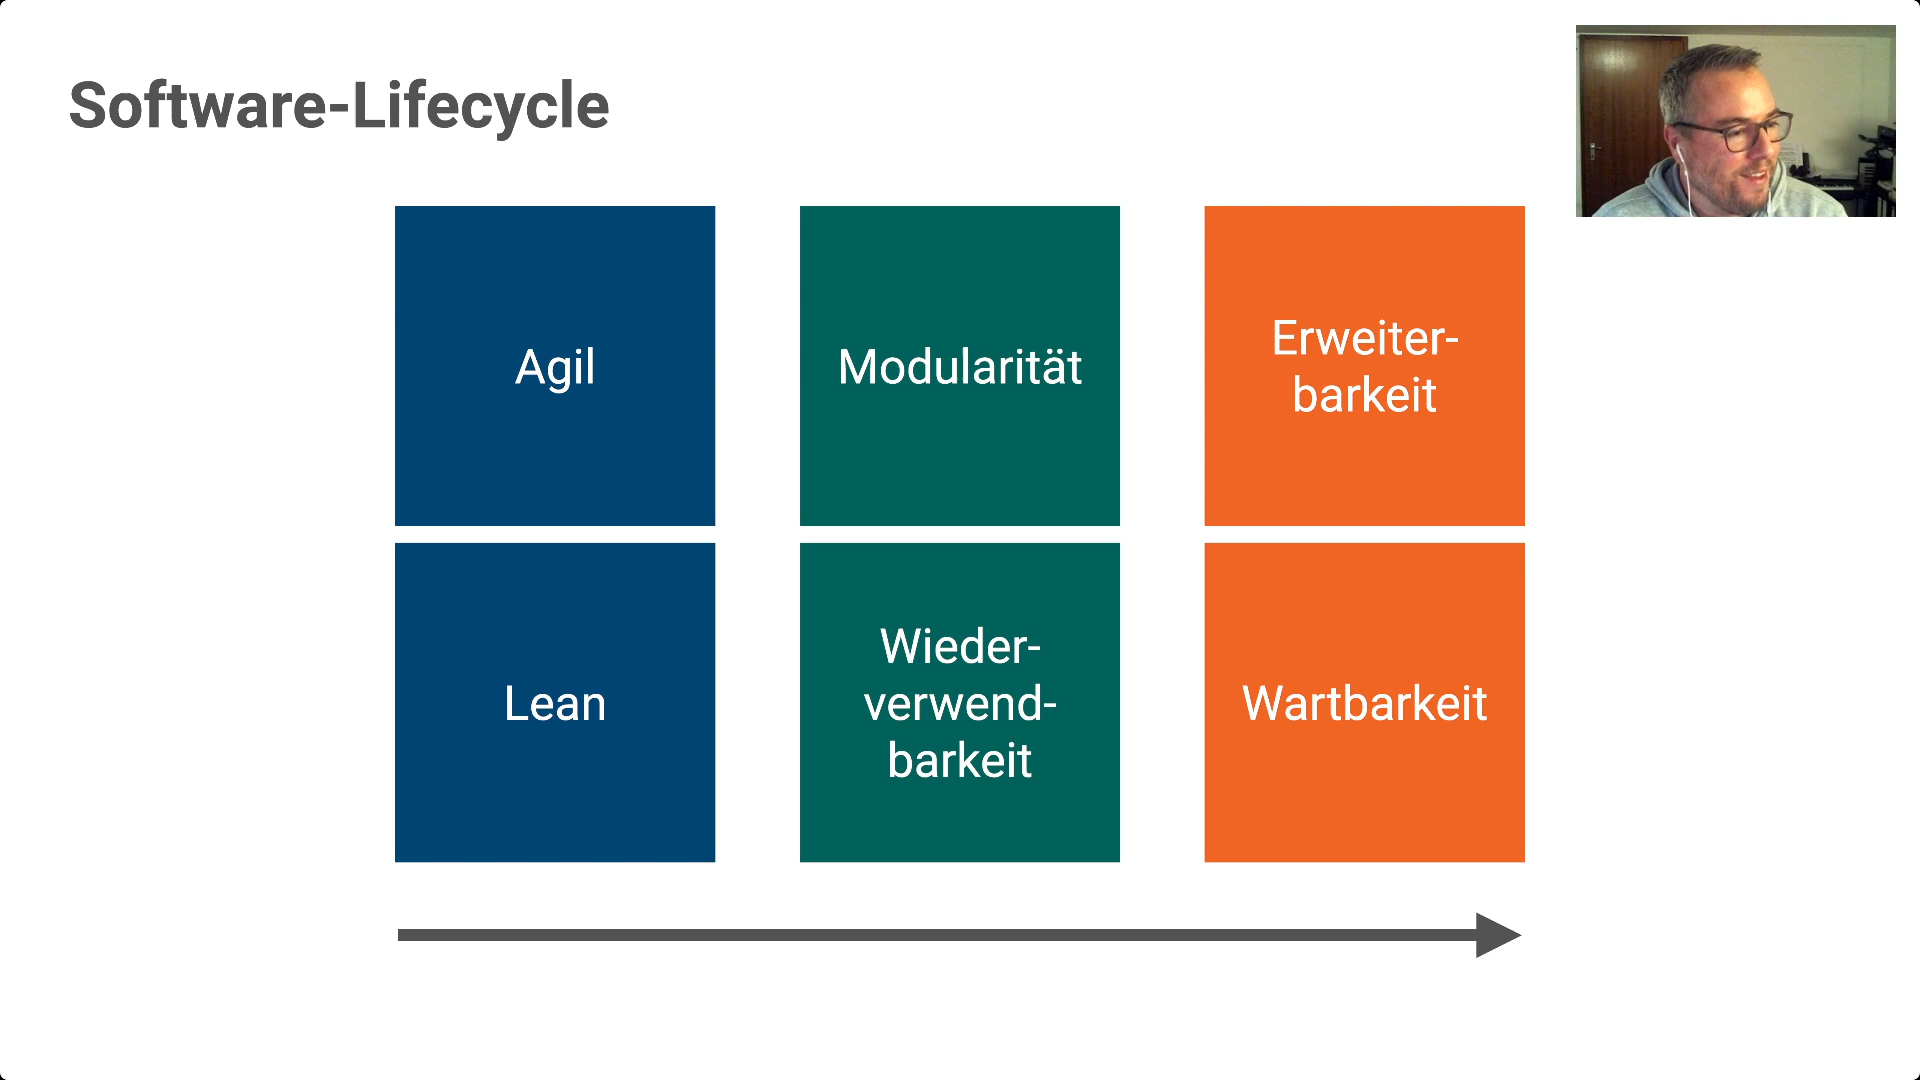 Software-Lifecycle
Agil
Modularität
Erweiter-
barkeit
Lean
Wieder-
verwend-
barkeit
Wartbarkeit